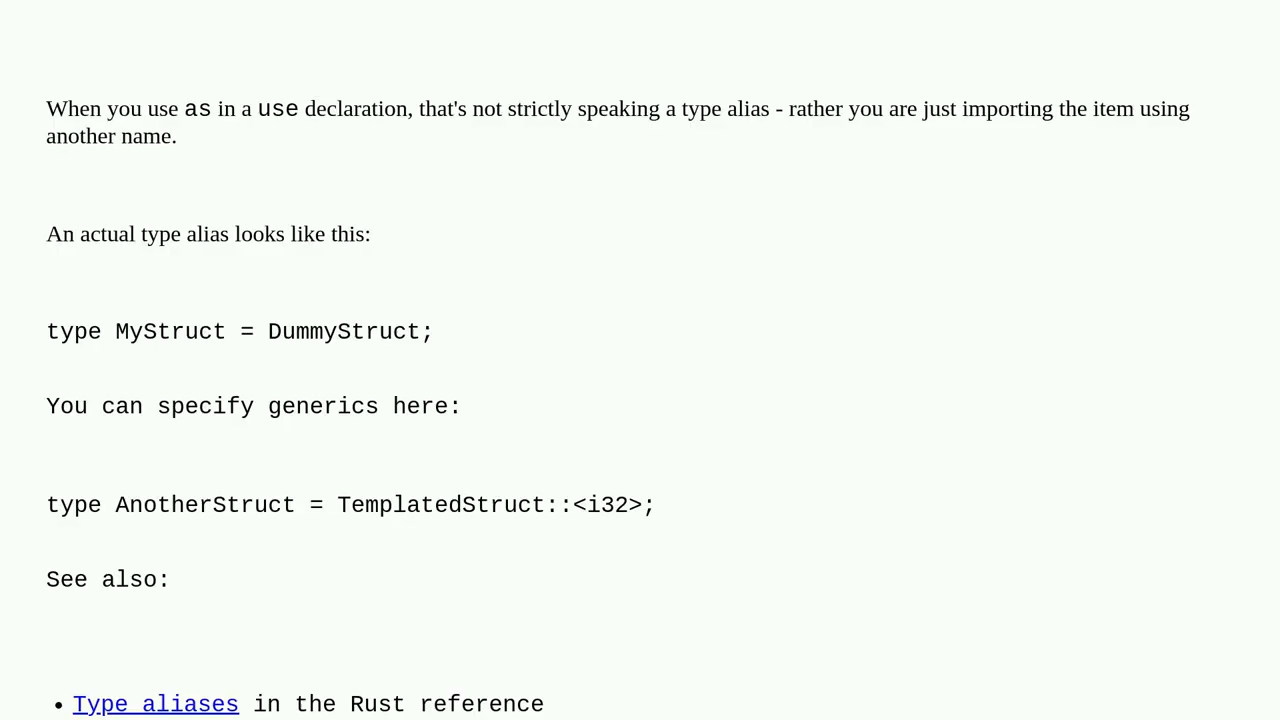 When you use as in a use declaration, that's not strictly speaking a type alias - rather you are just importing the item using
another name.
An actual type alias looks like this:
type MyStruct = DummyStruct;
You can specify generics here:
type AnotherStruct = TemplatedStruct::<i32>;
See also:
• Type aliases in the Rust reference